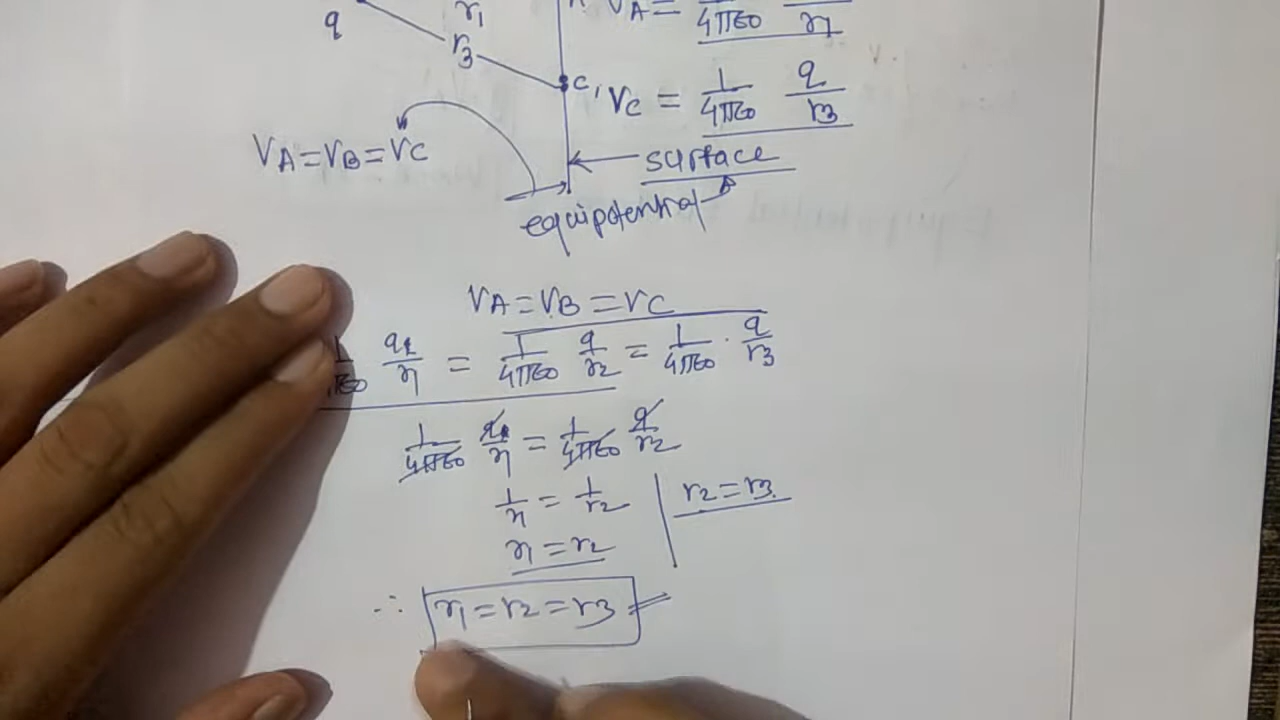 q r1 A VA = 1/4πε0 /r1
r3
C, VC = 1/4πε0 q/r3
VA = VB = VC
surface
equipotential
VA = VB = VC
q1/r1 = 1/4πε0 q/r2 = 1/4πε0 . q/r3
1/4πε0 q1/r1 = 1/4πε0 q/r2
1/r1 = 1/r2
r2 = r3
r1 = r2
∴ r1 = r2 = r3